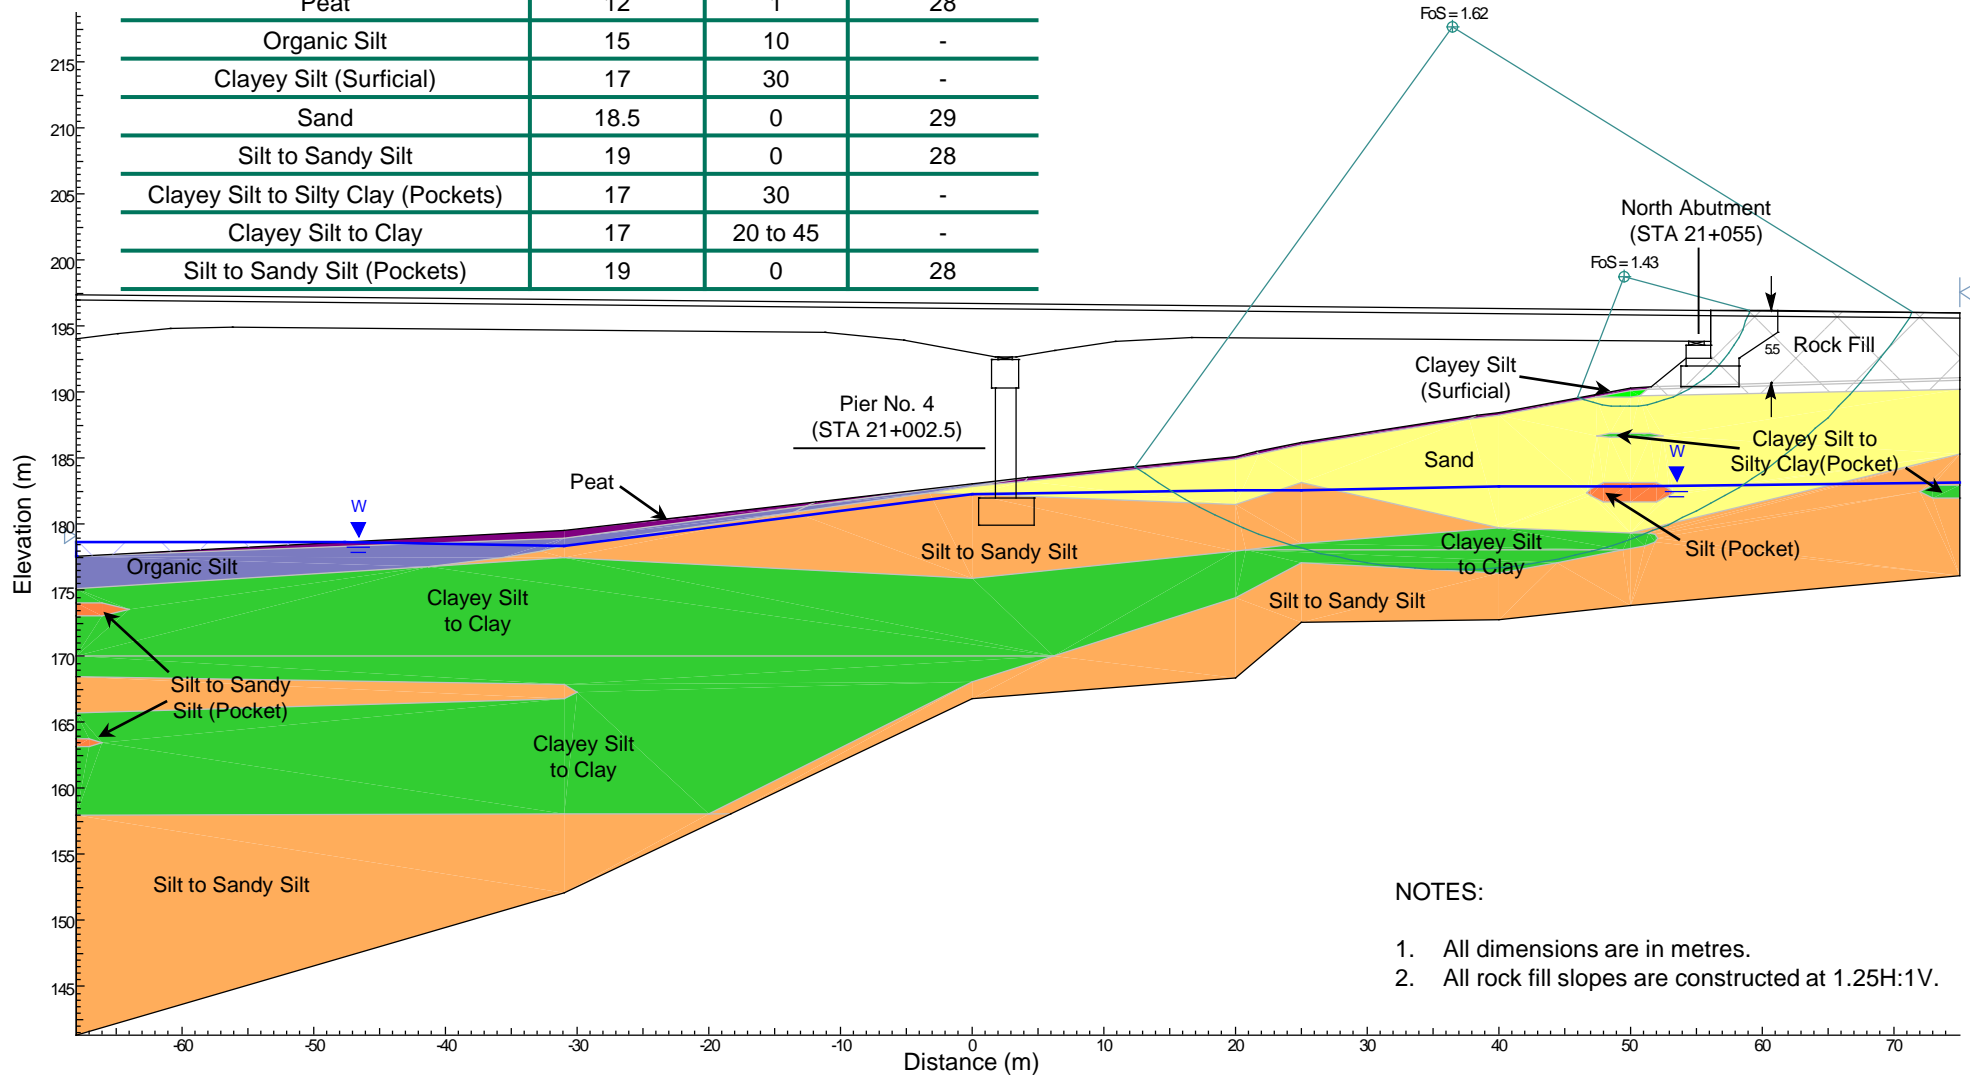 Peat 12 1 28
Organic Silt 15 10 -
Clayey Silt (Surficial) 17 30 -
Sand 18.5 0 29
Silt to Sandy Silt 19 0 28
Clayey Silt to Silty Clay (Pockets) 17 30 -
Clayey Silt to Clay 17 20 to 45 -
Silt to Sandy Silt (Pockets) 19 0 28
FoS = 1.62
FoS = 1.43
North Abutment
(STA 21+055)
Rock Fill
5.5
Clayey Silt
(Surficial)
Pier No. 4
(STA 21+002.5)
Clayey Silt to
Silty Clay(Pocket)
W
Sand
Peat
W
Silt (Pocket)
Organic Silt
Silt to Sandy Silt
Clayey Silt
to Clay
Clayey Silt
to Clay
Silt to Sandy Silt
Silt to Sandy
Silt (Pocket)
Clayey Silt
to Clay
Silt to Sandy Silt
NOTES:
1. All dimensions are in metres.
2. All rock fill slopes are constructed at 1.25H:1V.
Elevation (m)
215
210
205
200
195
190
185
180
175
170
165
160
155
150
145
-60 -50 -40 -30 -20 -10 0 10 20 30 40 50 60 70
Distance (m)